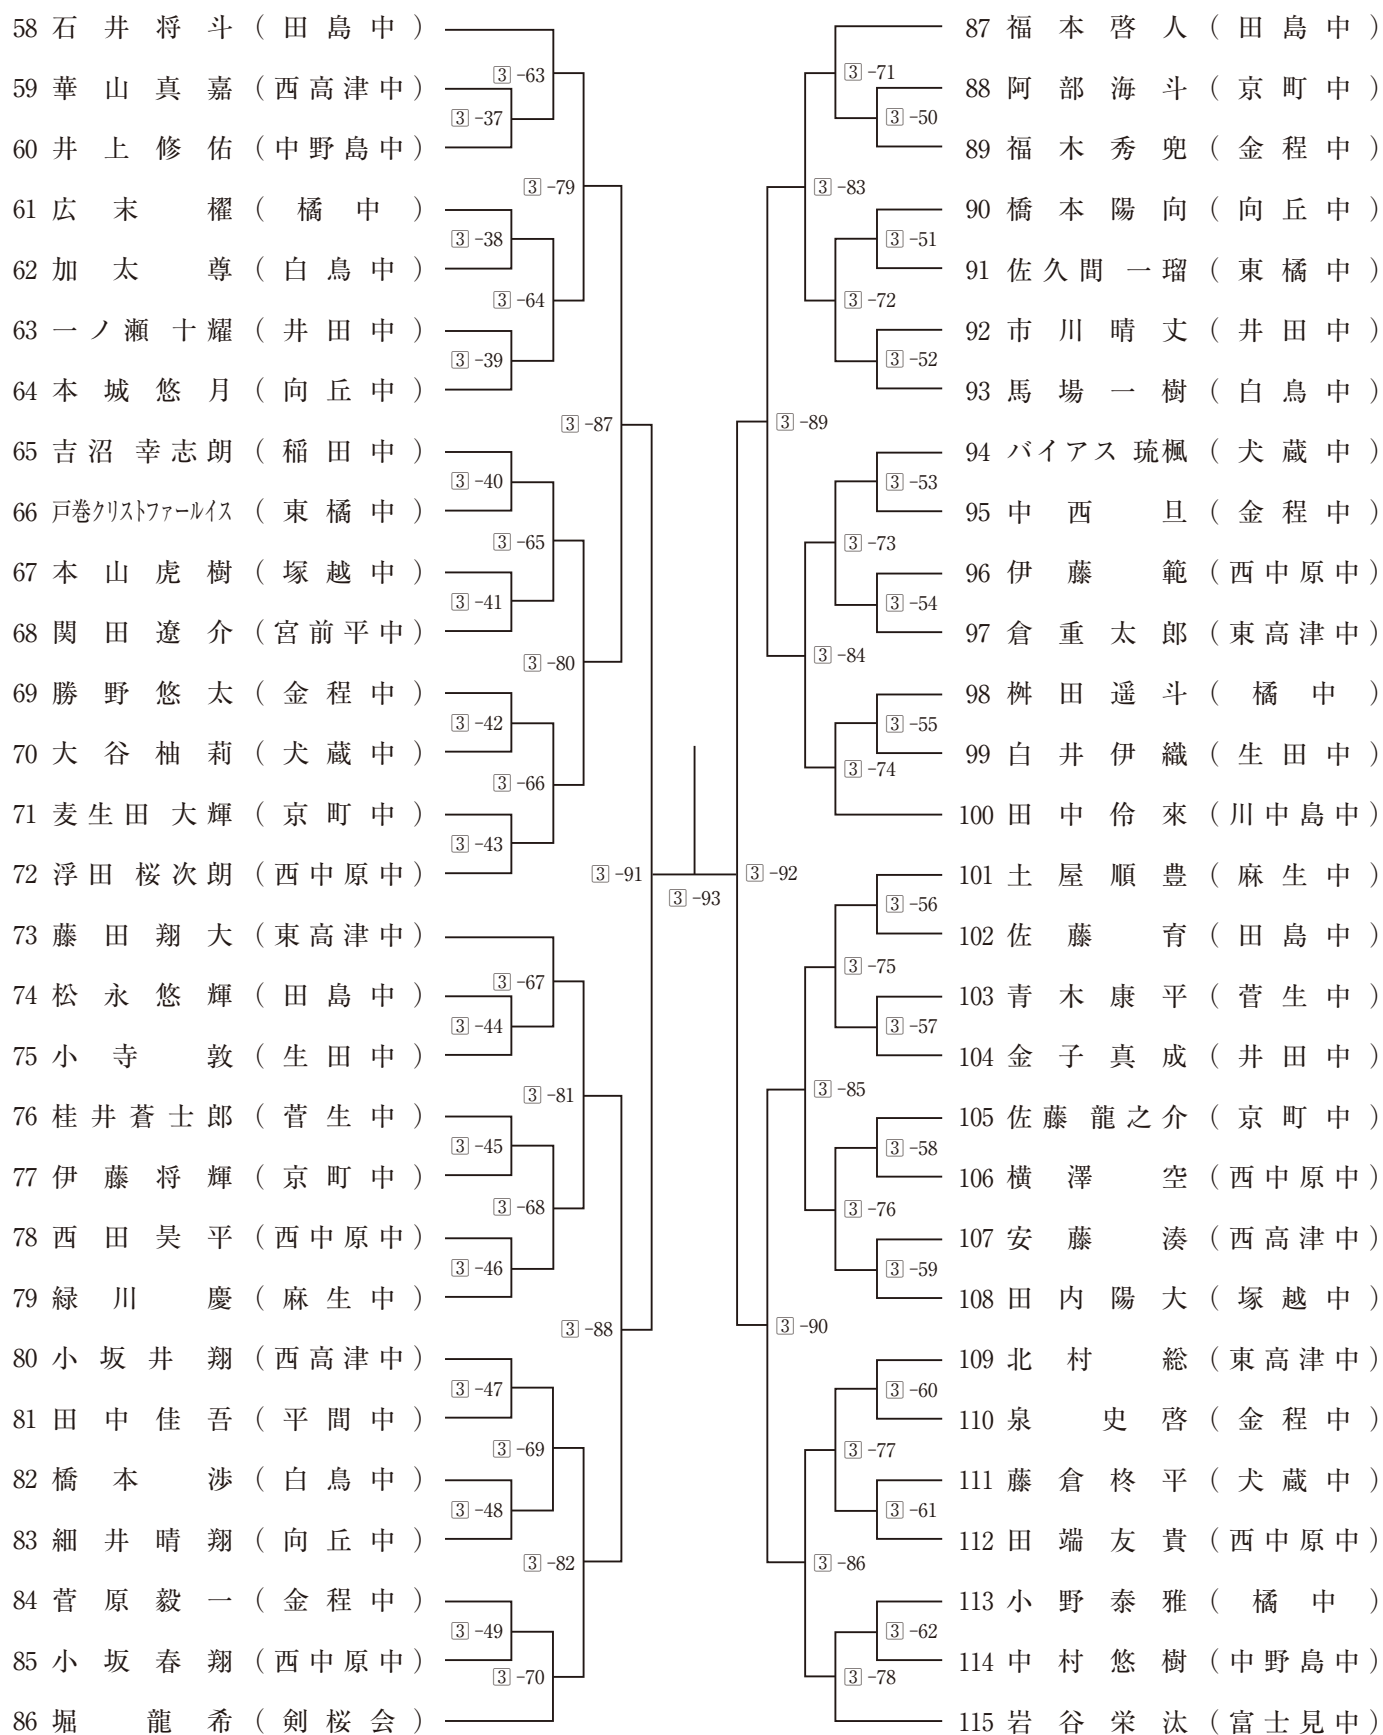 58 石井将斗（田島中）
59 華山真嘉（西高津中）
60 井上修佑（中野島中）
61 広末 櫂（橘中）
62 加太 尊（白鳥中）
63 一ノ瀬 十耀（井田中）
64 本城悠月（向丘中）
65 吉沼 幸志朗（稲田中）
66 戸巻クリストファールイス（東橘中）
67 本山虎樹（塚越中）
68 関田遼介（宮前平中）
69 勝野悠太（金程中）
70 大谷柚莉（犬蔵中）
71 麦生田 大輝（京町中）
72 浮田 桜次朗（西中原中）
73 藤田翔大（東高津中）
74 松永悠輝（田島中）
75 小寺 敦（生田中）
76 桂井蒼士郎（菅生中）
77 伊藤将輝（京町中）
78 西田昊平（西中原中）
79 緑川 慶（麻生中）
80 小坂井 翔（西高津中）
81 田中佳吾（平間中）
82 橋本 渉（白鳥中）
83 細井晴翔（向丘中）
84 菅原毅一（金程中）
85 小坂春翔（西中原中）
86 堀 龍希（剣桜会）
3-63
3-37
3-79
3-38
3-64
3-39
3-87
3-40
3-65
3-41
3-80
3-42
3-66
3-43
3-91
3-67
3-44
3-81
3-45
3-68
3-46
3-88
3-47
3-69
3-48
3-82
3-49
3-70
3-93
3-92
3-71
3-50
3-83
3-51
3-72
3-52
3-89
3-53
3-73
3-54
3-84
3-55
3-74
3-56
3-75
3-57
3-85
3-58
3-76
3-59
3-90
3-60
3-77
3-61
3-86
3-62
3-78
87 福本啓人（田島中）
88 阿部海斗（京町中）
89 福木秀兜（金程中）
90 橋本陽向（向丘中）
91 佐久間 一瑠（東橘中）
92 市川晴丈（井田中）
93 馬場一樹（白鳥中）
94 バイアス 琉楓（犬蔵中）
95 中西 旦（金程中）
96 伊藤 範（西中原中）
97 倉重太郎（東高津中）
98 桝田遥斗（橘中）
99 白井伊織（生田中）
100 田中伶來（川中島中）
101 土屋順豊（麻生中）
102 佐藤 育（田島中）
103 青木康平（菅生中）
104 金子真成（井田中）
105 佐藤 龍之介（京町中）
106 横澤 空（西中原中）
107 安藤 湊（西高津中）
108 田内陽大（塚越中）
109 北村 総（東高津中）
110 泉 史啓（金程中）
111 藤倉柊平（犬蔵中）
112 田端友貴（西中原中）
113 小野泰雅（橘中）
114 中村悠樹（中野島中）
115 岩谷栄汰（富士見中）